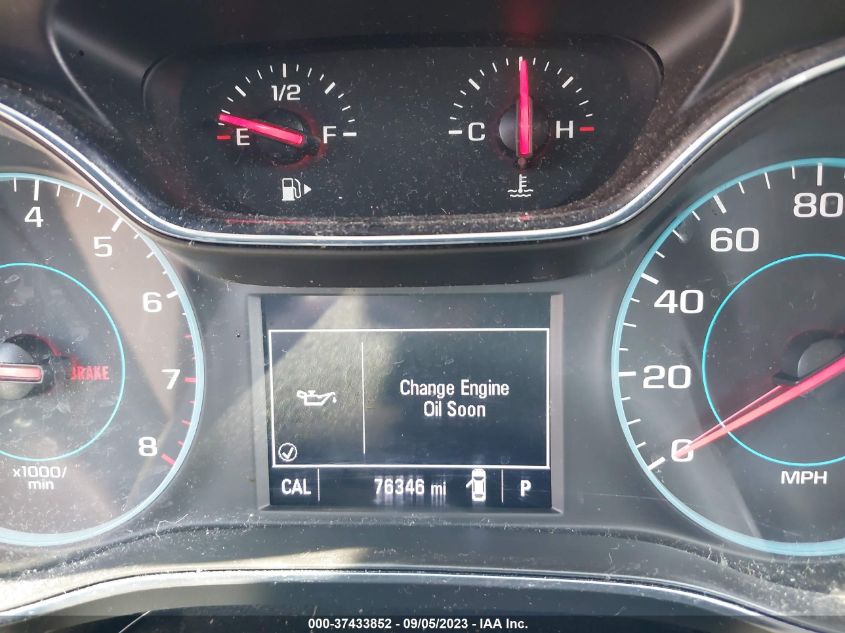 1/2
E F
C H
4
5
6
7
8
x1000/
min
BRAKE
Change Engine
Oil Soon
CAL 76346 mi P
80
60
40
20
0
MPH
000-37433852 - 09/05/2023 - IAA Inc.